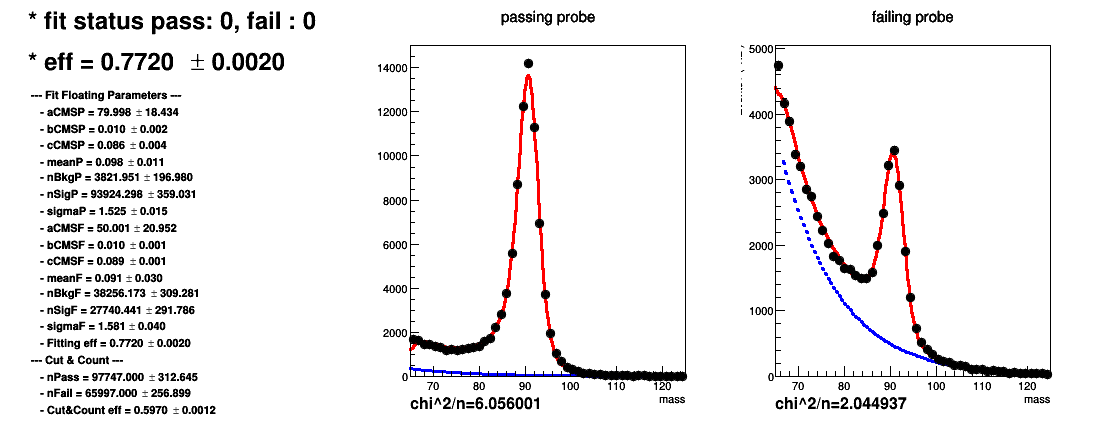 * fit status pass: 0, fail : 0
* eff = 0.7720 ± 0.0020
--- Fit Floating Parameters ---
- aCMSP = 79.998 ± 18.434
- bCMSP = 0.010 ± 0.002
- cCMSP = 0.086 ± 0.004
- meanP = 0.098 ± 0.011
- nBkgP = 3821.951 ± 196.980
- nSigP = 93924.298 ± 359.031
- sigmaP = 1.525 ± 0.015
- aCMSF = 50.001 ± 20.952
- bCMSF = 0.010 ± 0.001
- cCMSF = 0.089 ± 0.001
- meanF = 0.091 ± 0.030
- nBkgF = 38256.173 ± 309.281
- nSigF = 27740.441 ± 291.786
- sigmaF = 1.581 ± 0.040
- Fitting eff = 0.7720 ± 0.0020
--- Cut & Count ---
- nPass = 97747.000 ± 312.645
- nFail = 65997.000 ± 256.899
- Cut&Count eff = 0.5970 ± 0.0012
passing probe
14000
12000
10000
8000
6000
4000
2000
0
70 80 90 100 110 120
mass
chi^2/n=6.056001
failing probe
5000
4000
3000
2000
1000
0
70 80 90 100 110 120
mass
chi^2/n=2.044937